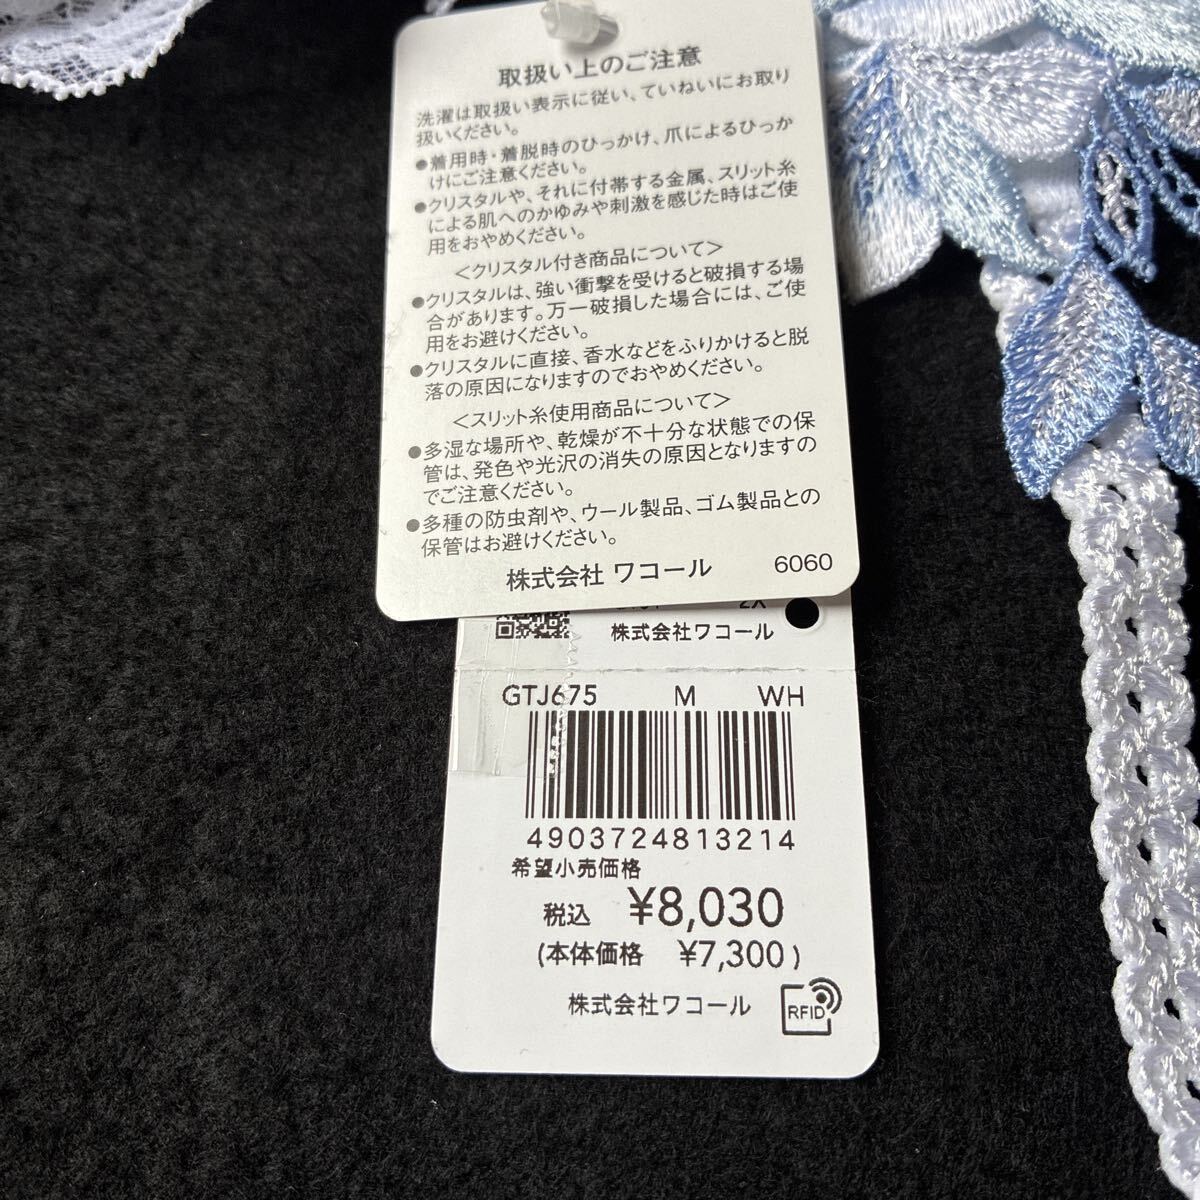 取扱い上のご注意
洗濯は取扱い表示に従い、ていねいにお取り
扱いください。
●着用時・着脱時のひっかけ、爪によるひっか
けにご注意ください。
●クリスタルや、それに付帯する金属、スリット糸
による肌へのかゆみや刺激を感じた時はご使
用をおやめください。
＜クリスタル付き商品について＞
●クリスタルは、強い衝撃を受けると破損する場
合があります。万一破損した場合には、ご使
用をお避けください。
●クリスタルに直接、香水などをふりかけると脱
落の原因になりますのでおやめください。
＜スリット糸使用商品について＞
●多湿な場所や、乾燥が不十分な状態での保
管は、発色や光沢の消失の原因となりますの
でご注意ください。
●多種の防虫剤や、ウール製品、ゴム製品との
保管はお避けください。
株式会社 ワコール 6060
株式会社ワコール
GTJ675 M WH
4903724813214
希望小売価格
税込 ¥8,030
(本体価格 ¥7,300)
株式会社ワコール
RFID